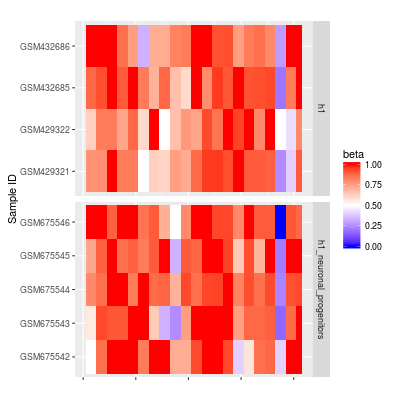 GSM432686
GSM432685
GSM429322
GSM429321
h1
GSM675546
GSM675545
GSM675544
GSM675543
GSM675542
h1_neuronal_progenitors
Sample ID
beta
1.00
0.75
0.50
0.25
0.00